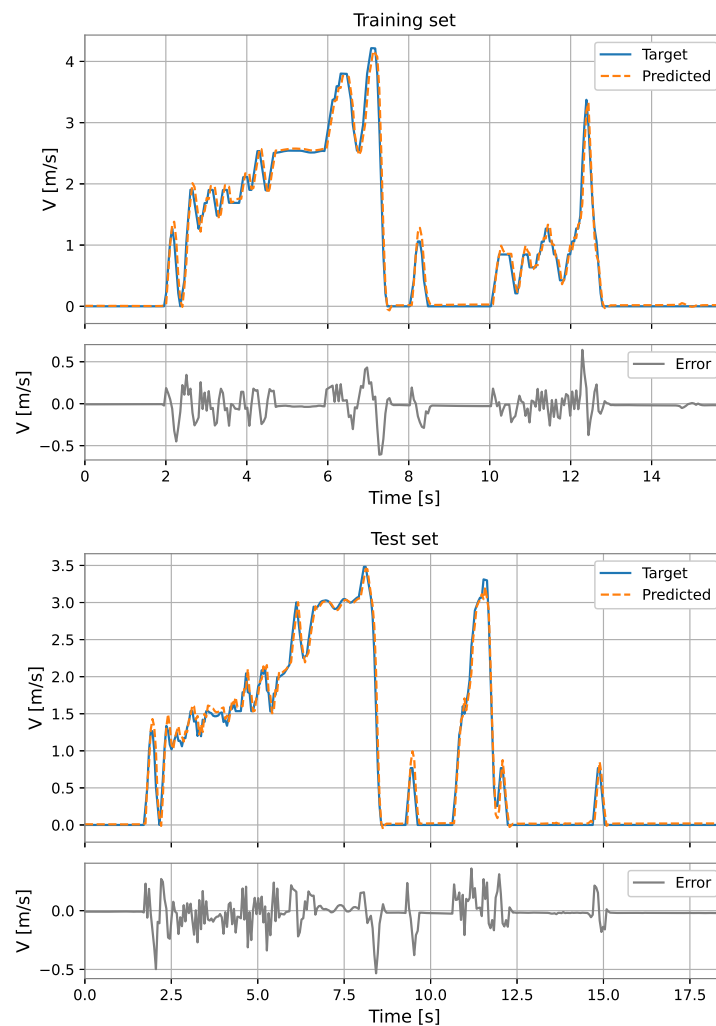 Training set
4
3
2
1
0
V [m/s]
Target
Predicted
0.5
0.0
−0.5
V [m/s]
Error
0 2 4 6 8 10 12 14
Time [s]
Test set
3.5
3.0
2.5
2.0
1.5
1.0
0.5
0.0
V [m/s]
Target
Predicted
0.0
−0.5
V [m/s]
Error
0.0 2.5 5.0 7.5 10.0 12.5 15.0 17.5
Time [s]